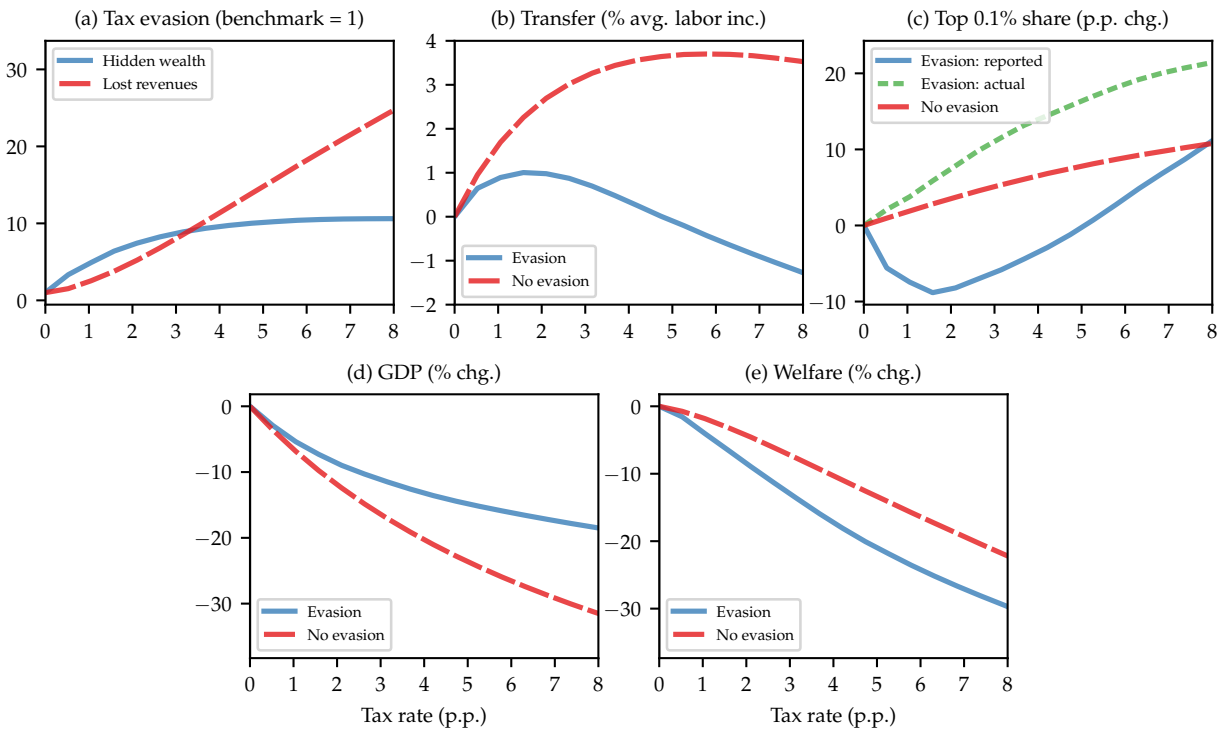 (a) Tax evasion (benchmark = 1)
30
20
10
0
Hidden wealth
Lost revenues
0 1 2 3 4 5 6 7 8
(b) Transfer (% avg. labor inc.)
4
3
2
1
0
−1
−2
Evasion
No evasion
0 1 2 3 4 5 6 7 8
(c) Top 0.1% share (p.p. chg.)
20
10
0
−10
Evasion: reported
Evasion: actual
No evasion
0 1 2 3 4 5 6 7 8
(d) GDP (% chg.)
0
−10
−20
−30
Evasion
No evasion
0 1 2 3 4 5 6 7 8
Tax rate (p.p.)
(e) Welfare (% chg.)
0
−10
−20
−30
Evasion
No evasion
0 1 2 3 4 5 6 7 8
Tax rate (p.p.)